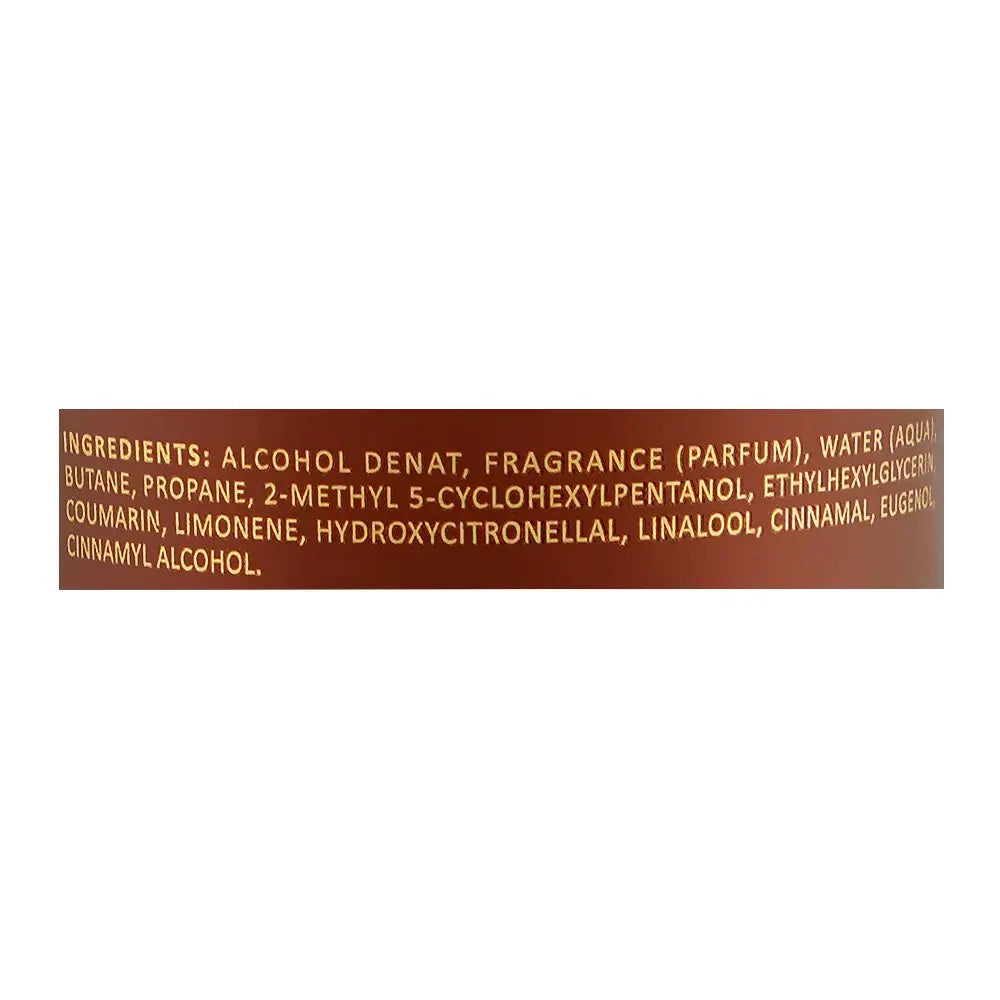 INGREDIENTS: ALCOHOL DENAT, FRAGRANCE (PARFUM), WATER (AQUA),
BUTANE, PROPANE, 2-METHYL 5-CYCLOHEXYLPENTANOL, ETHYLHEXYLGLYCERIN,
COUMARIN, LIMONENE, HYDROXYCITRONELLAL, LINALOOL, CINNAMAL, EUGENOL,
CINNAMYL ALCOHOL.